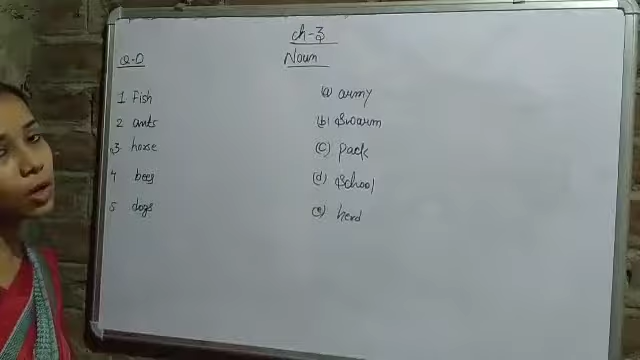 Ch-3
Noun
Q.D
1 Fish (a) army
2 ants (b) Swarm
3 horse (c) pack
4 bees (d) School
5 dogs (e) herd